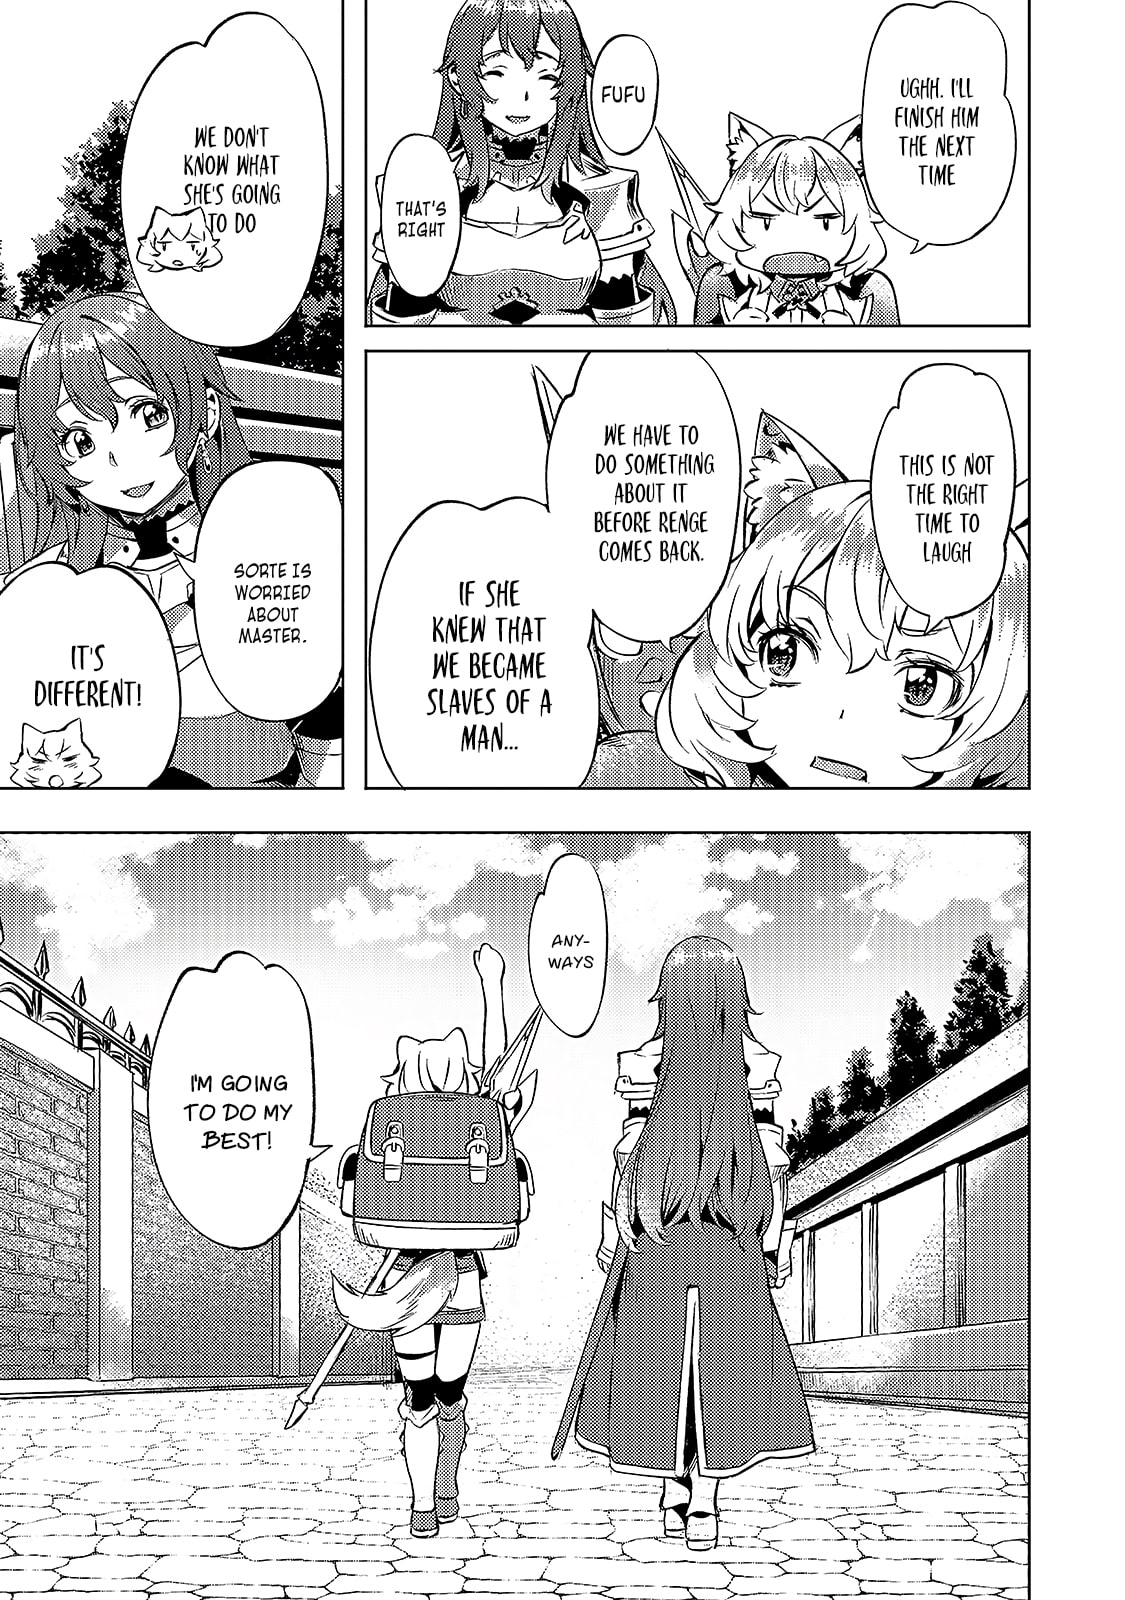 UGHH. I'LL
FINISH HIM
THE NEXT
TIME
FUFU
THAT'S
RIGHT
THIS IS NOT
THE RIGHT
TIME TO
LAUGH
WE HAVE TO
DO SOMETHING
ABOUT IT
BEFORE RENGE
COMES BACK.
IF SHE
KNEW THAT
WE BECAME
SLAVES OF A
MAN...
WE DON'T
KNOW WHAT
SHE'S GOING
TO DO
SORTE IS
WORRIED
ABOUT
MASTER.
IT'S
DIFFERENT!
ANY-
WAYS
I'M GOING
TO DO MY
BEST!